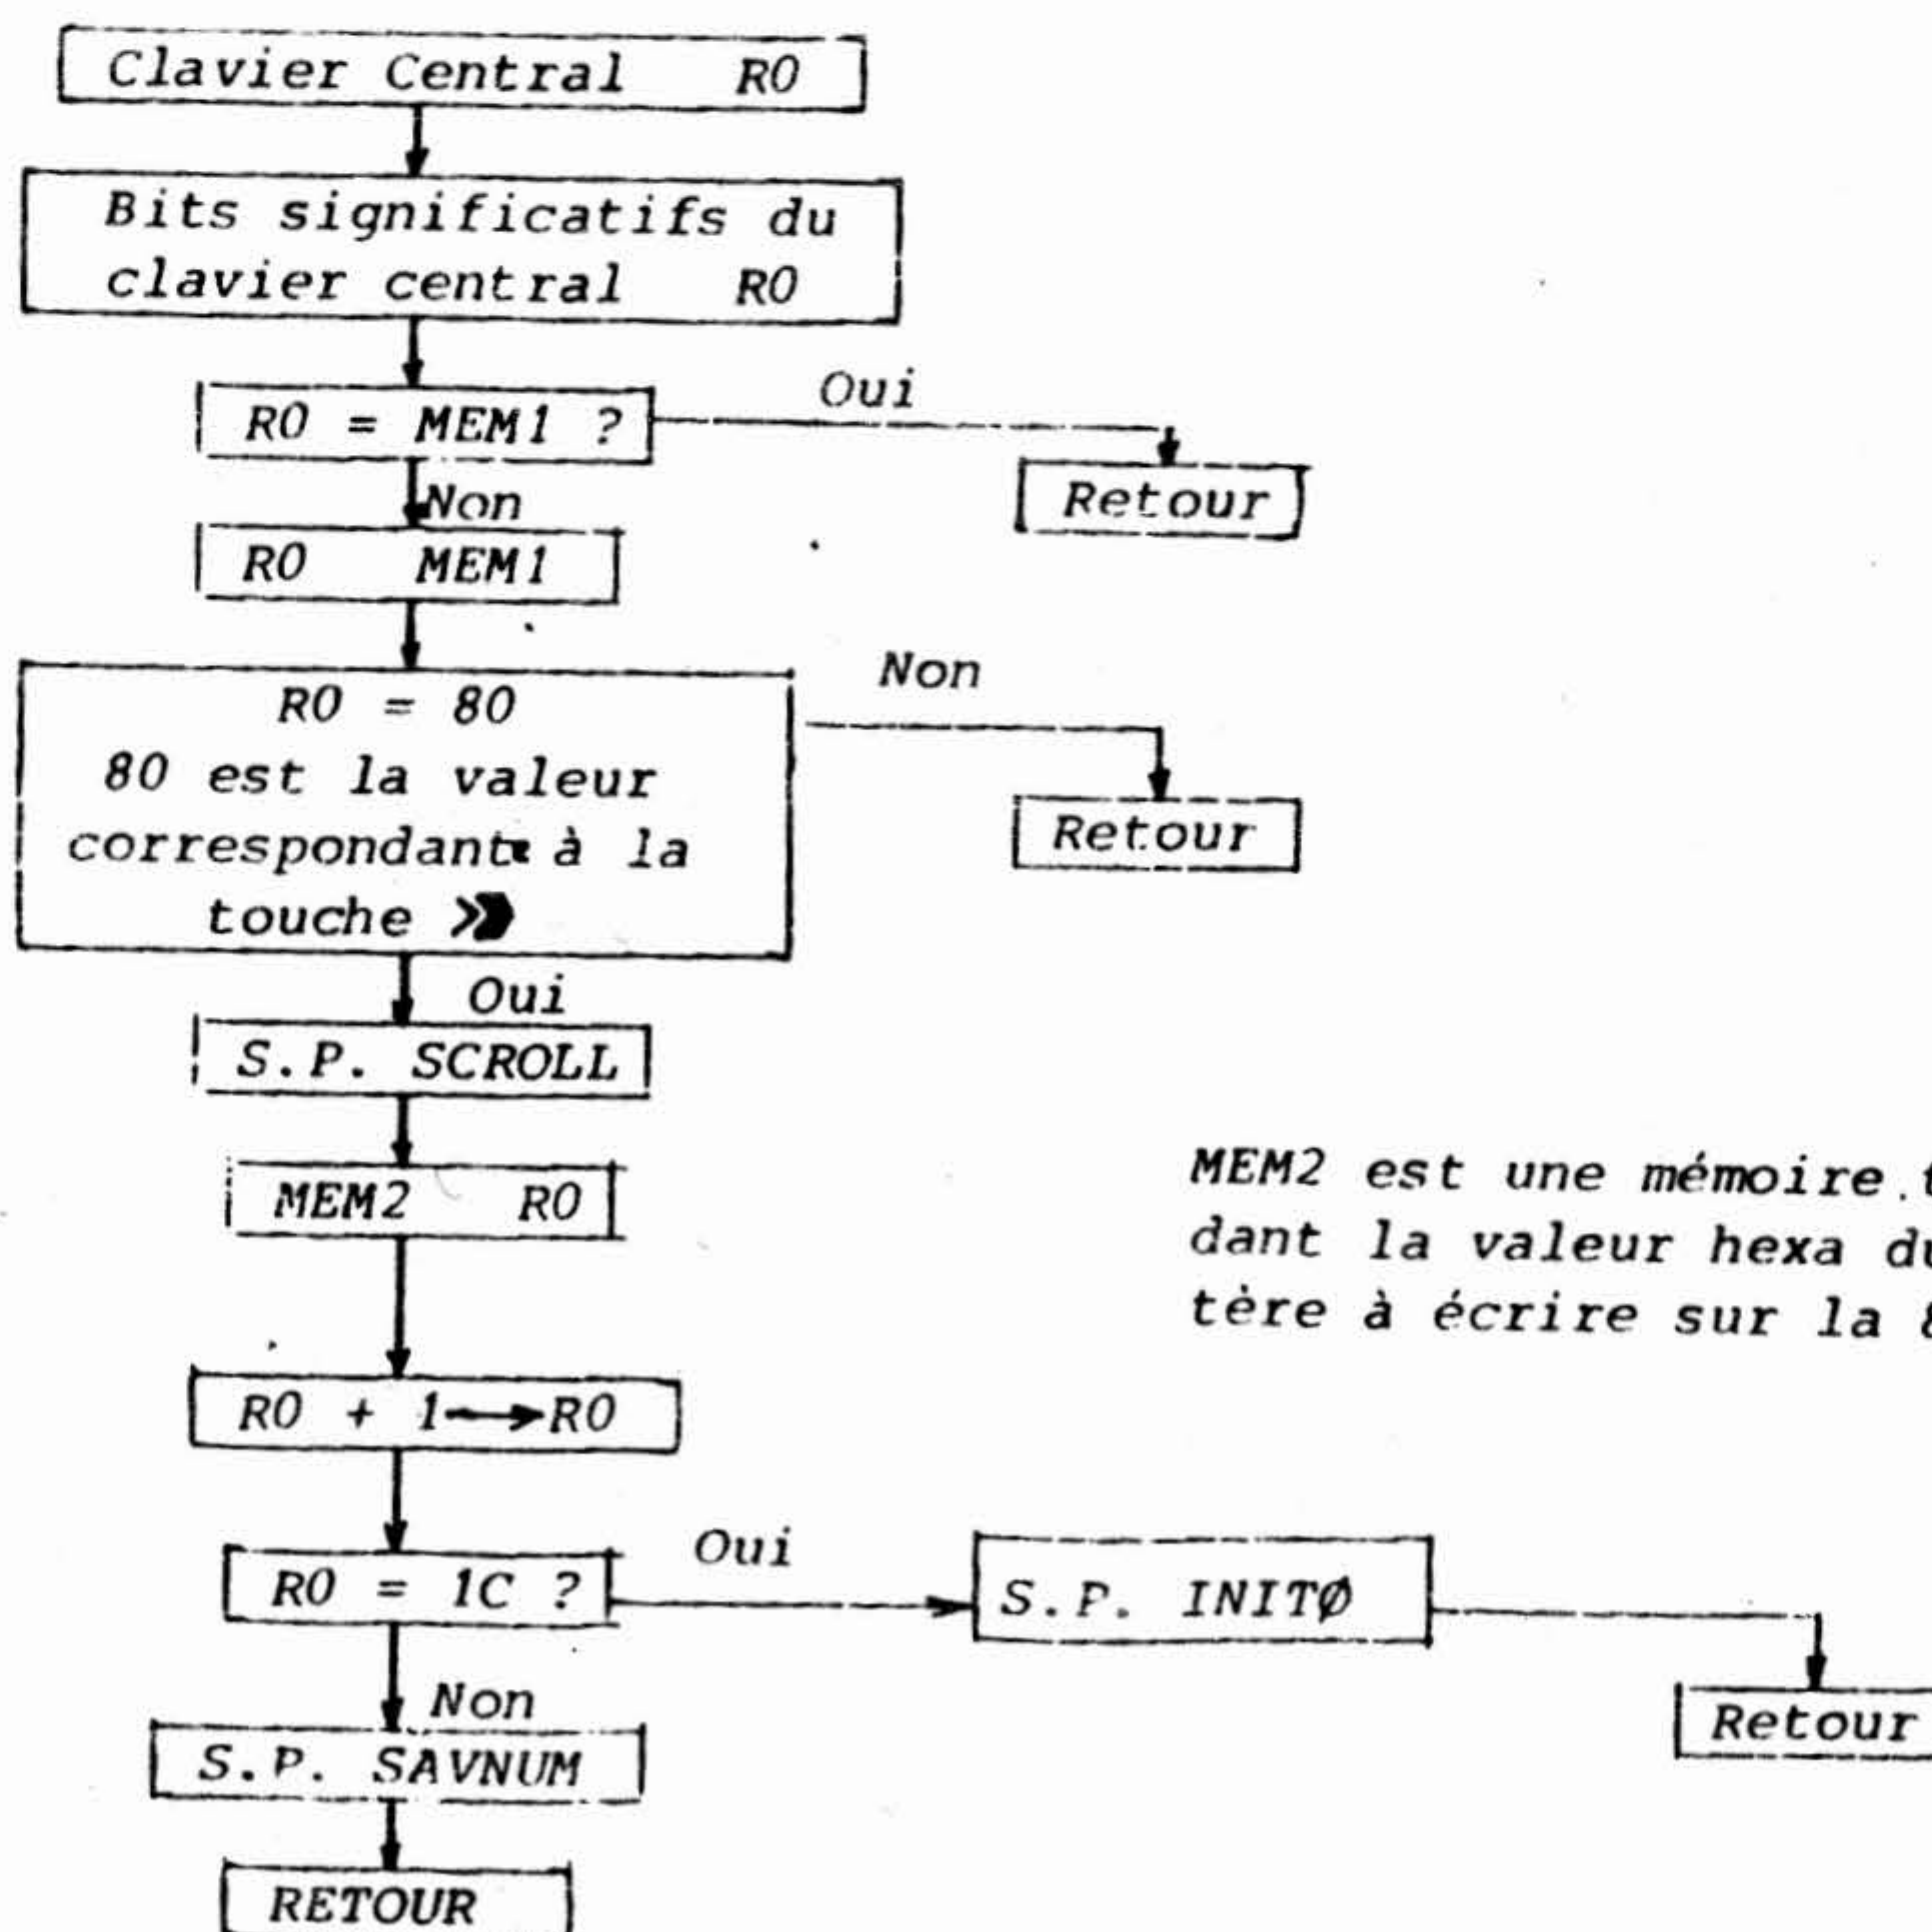 Clavier Central R0
Bits significatifs du
clavier central R0
R0 = MEM1 ?
Oui
Retour
Non
R0 MEM1
R0 = 80
80 est la valeur
correspondante à la
touche »
Non
Retour
Oui
S.P. SCROLL
MEM2 R0
MEM2 est une mémoire
dant la valeur hexa
tère à écrire sur la
R0 + 1→R0
R0 = 1C ?
Oui
S.P. INITØ
Retour
Non
S.P. SAVNUM
RETOUR